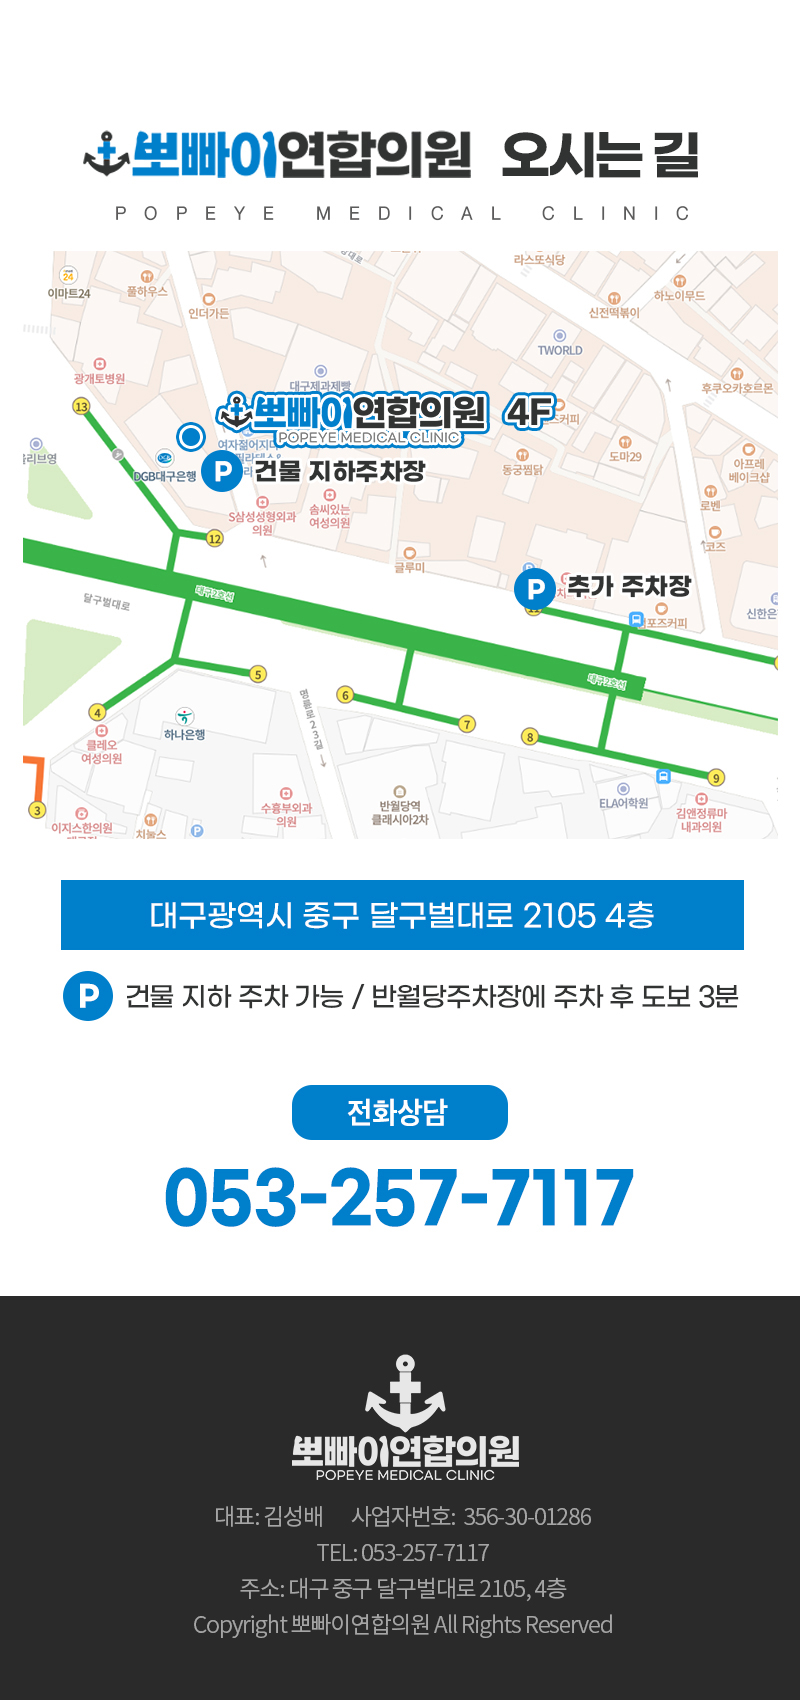 뽀빠이연합의원 오시는 길
POPEYE MEDICAL CLINIC
라스또식당
이마트24
풀하우스
인더가든
하노이무드
신전떡볶이
TWORLD
광개토병원
대구제과제빵
후쿠오카흐르몬
13
뽀빠이연합의원 4F
POPEYE MEDICAL CLINIC
즈커피
여자젊어지다
올리브영
DGB대구은행
P 건물 지하주차장
동궁찜닭
도마29
아프레
베이크샵
로벤
S삼성성형외과
의원
솜씨있는
여성의원
12
코즈
글루미
P 추가 주차장
대구2호선
달구벌대로
신한은
포즈커피
5
대구2호선
4
6
7
8
명륜로23길
하나은행
클레오
여성의원
9
3
수흥부외과
의원
반월당역
클래시아2차
ELA어학원
김앤정류마
내과의원
이지스한의원
치눌스
P
대구광역시 중구 달구벌대로 2105 4층
P 건물 지하 주차 가능 / 반월당주차장에 주차 후 도보 3분
전화상담
053-257-7117
뽀빠이연합의원
POPEYE MEDICAL CLINIC
대표: 김성배 사업자번호: 356-30-01286
TEL: 053-257-7117
주소: 대구 중구 달구벌대로 2105, 4층
Copyright 뽀빠이연합의원 All Rights Reserved